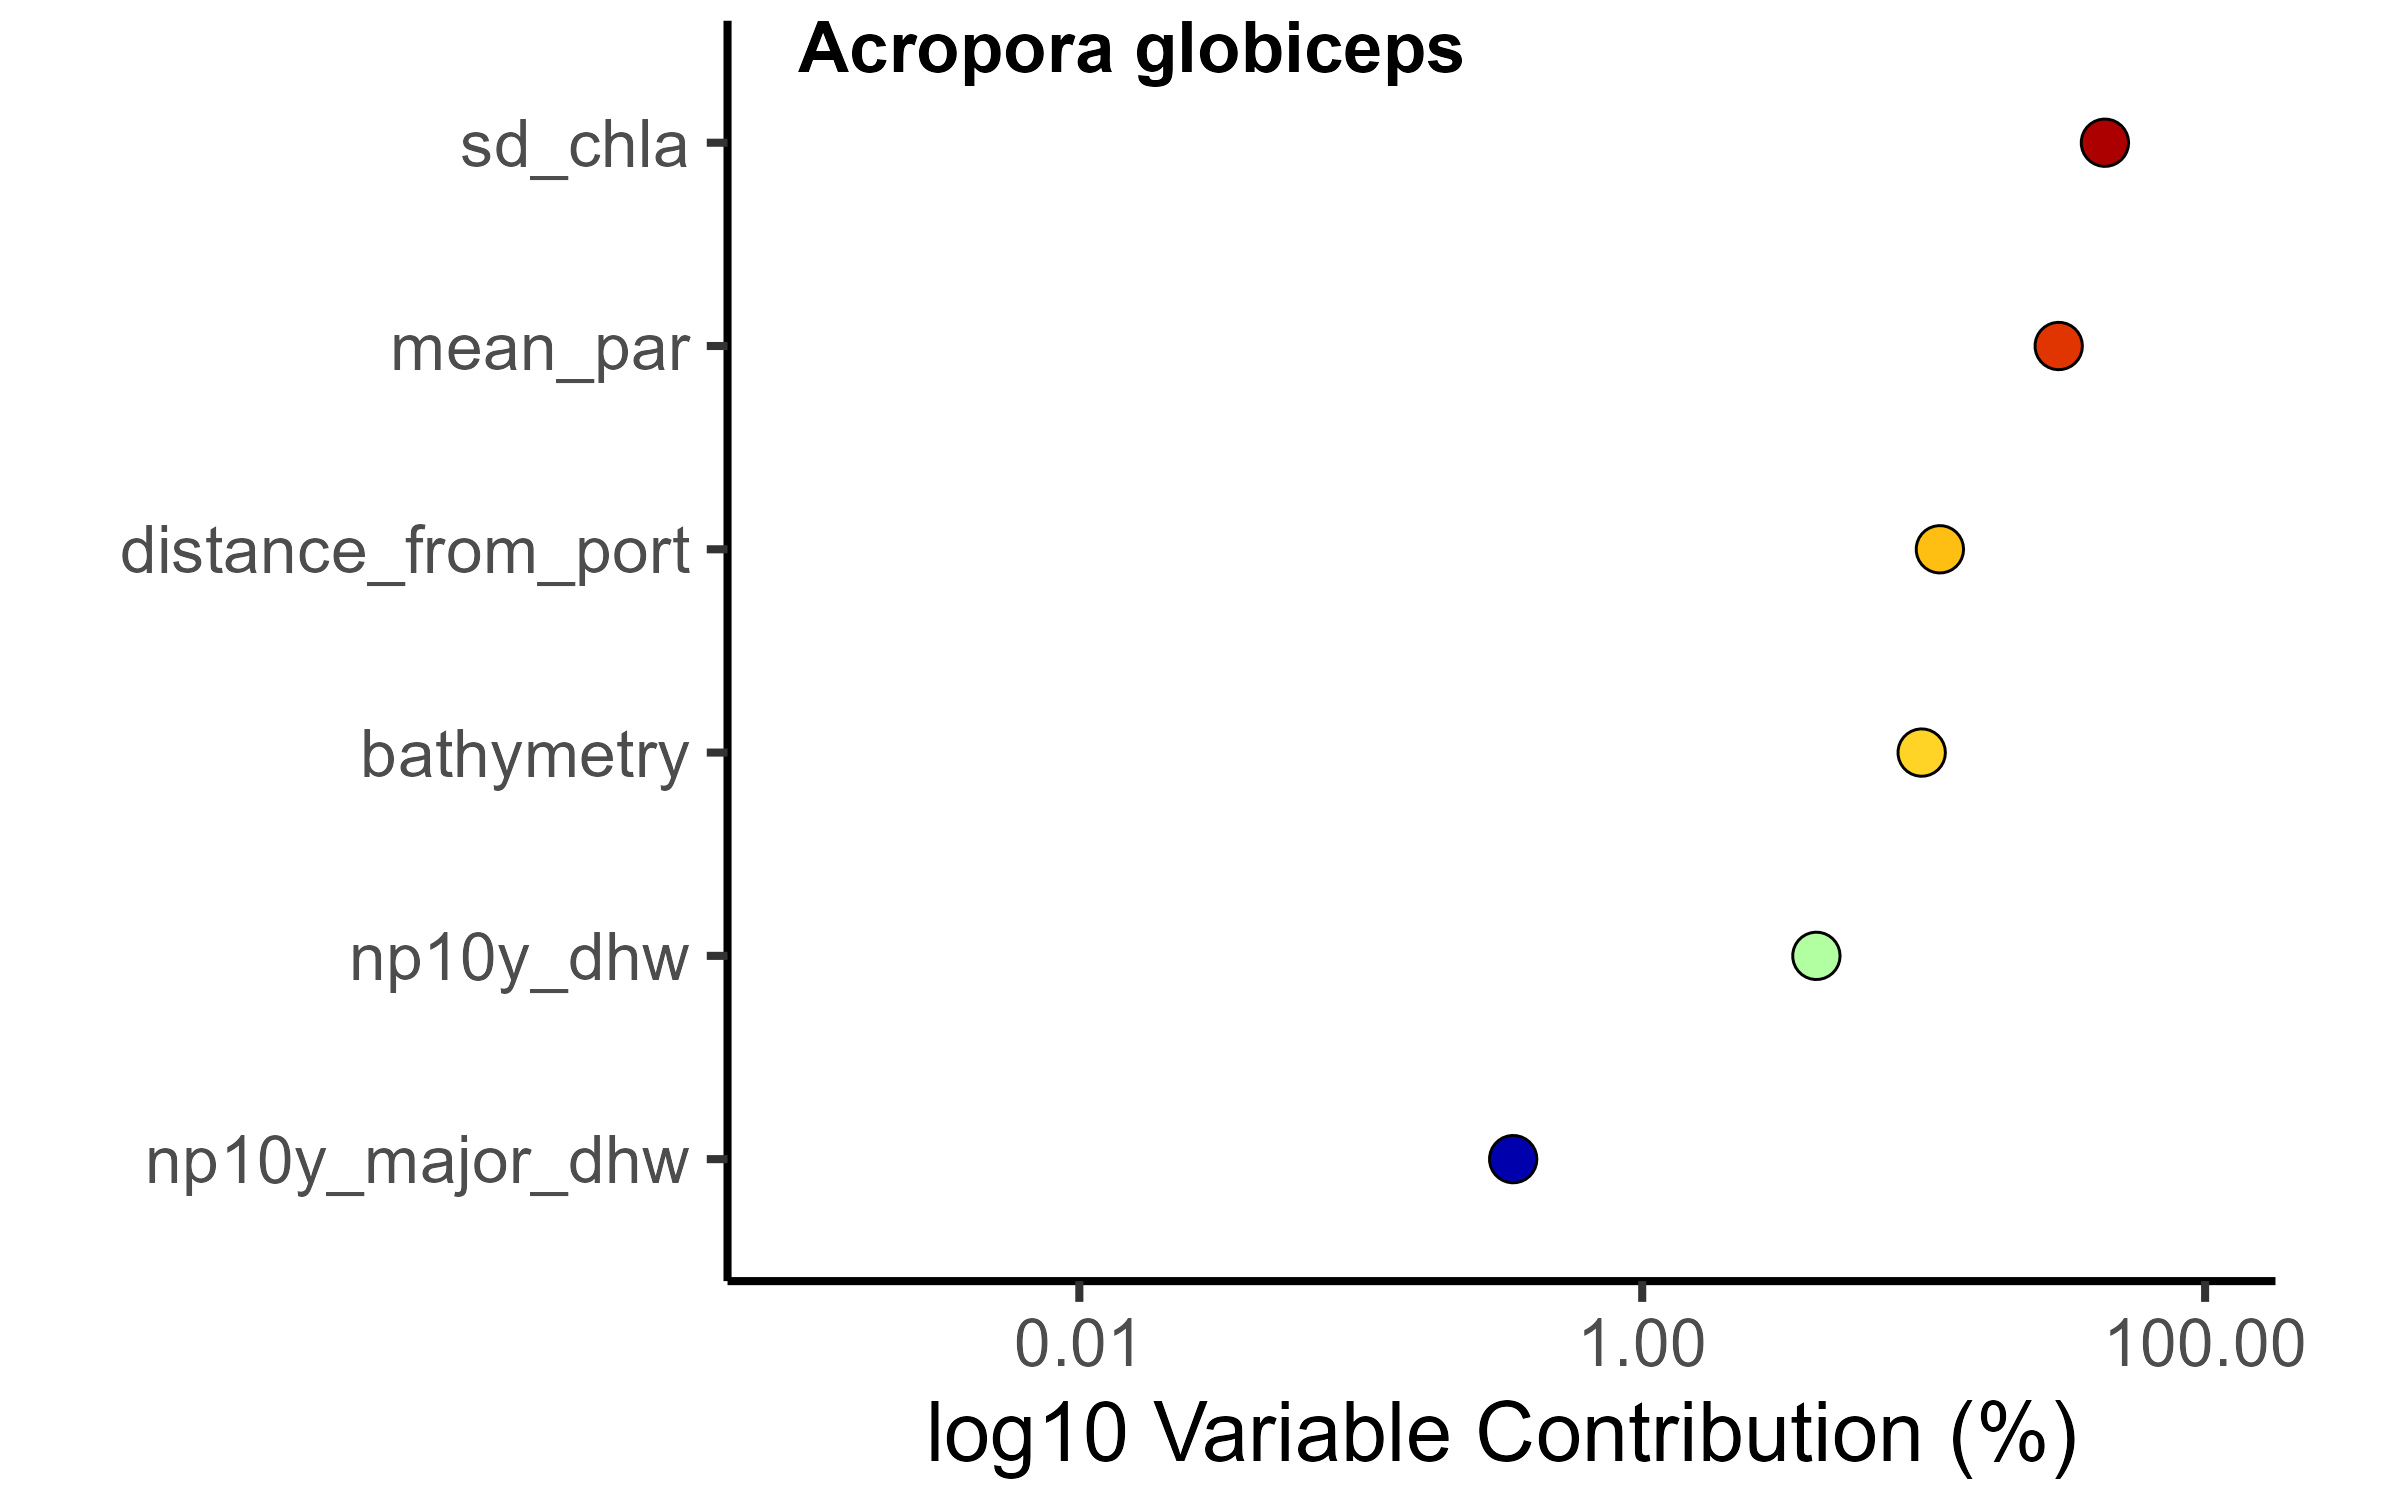 Acropora globiceps
sd_chla
mean_par
distance_from_port
bathymetry
np10y_dhw
np10y_major_dhw
0.01 1.00 100.00
log10 Variable Contribution (%)